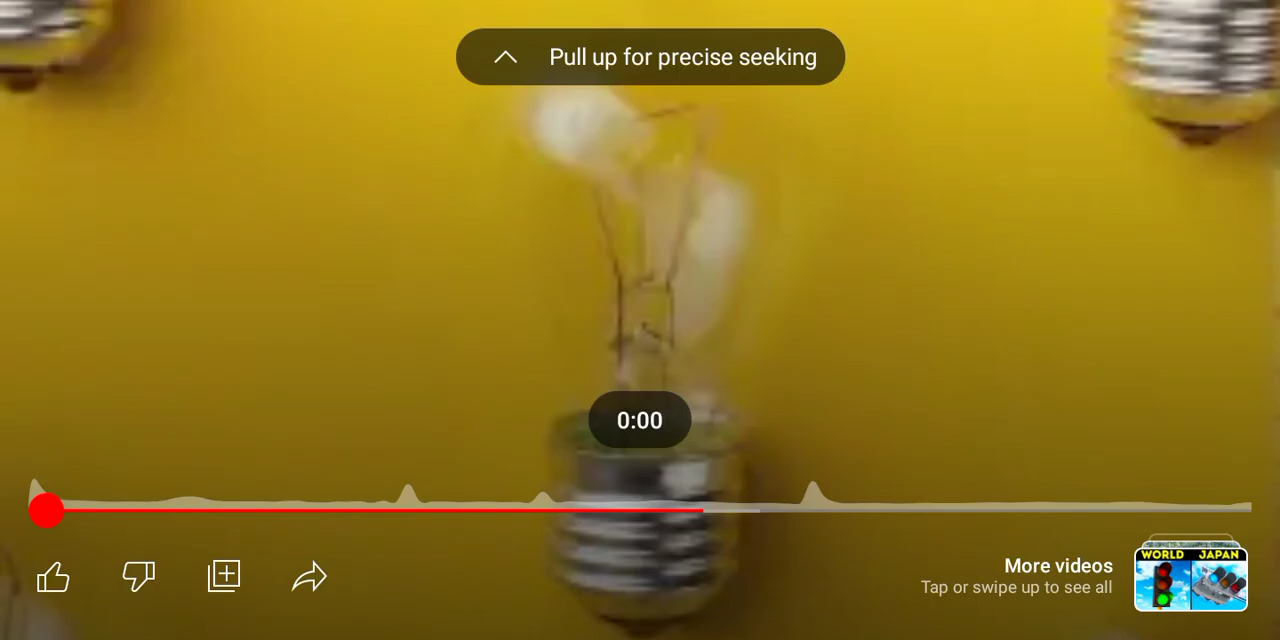 Pull up for precise seeking
0:00
More videos
Tap or swipe up to see all
WORLD JAPAN